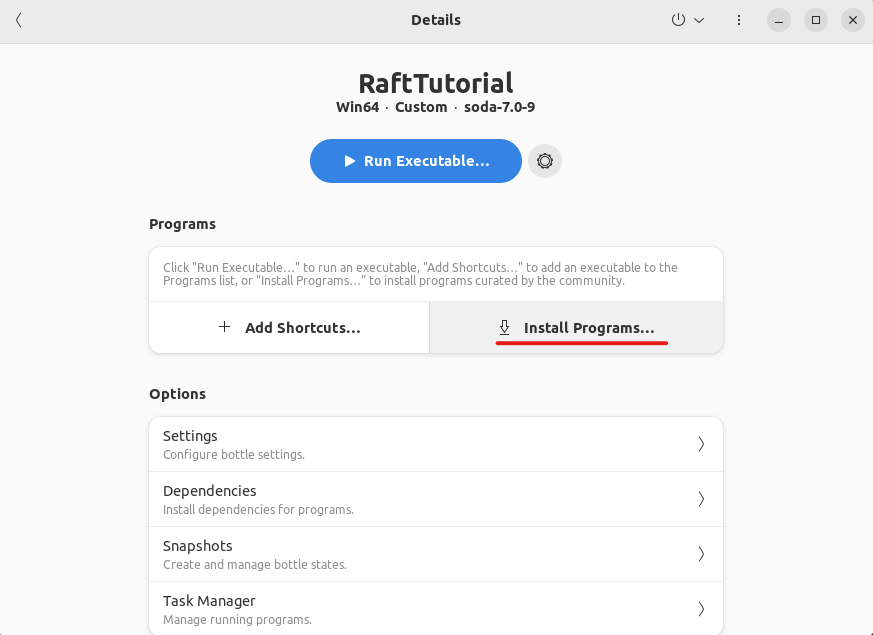 Details
RaftTutorial
Win64 · Custom · soda-7.0-9
Run Executable…
Programs
Click "Run Executable…" to run an executable, "Add Shortcuts…" to add an executable to the
Programs list, or "Install Programs…" to install programs curated by the community.
Add Shortcuts…
Install Programs…
Options
Settings
Configure bottle settings.
Dependencies
Install dependencies for programs.
Snapshots
Create and manage bottle states.
Task Manager
Manage running programs.